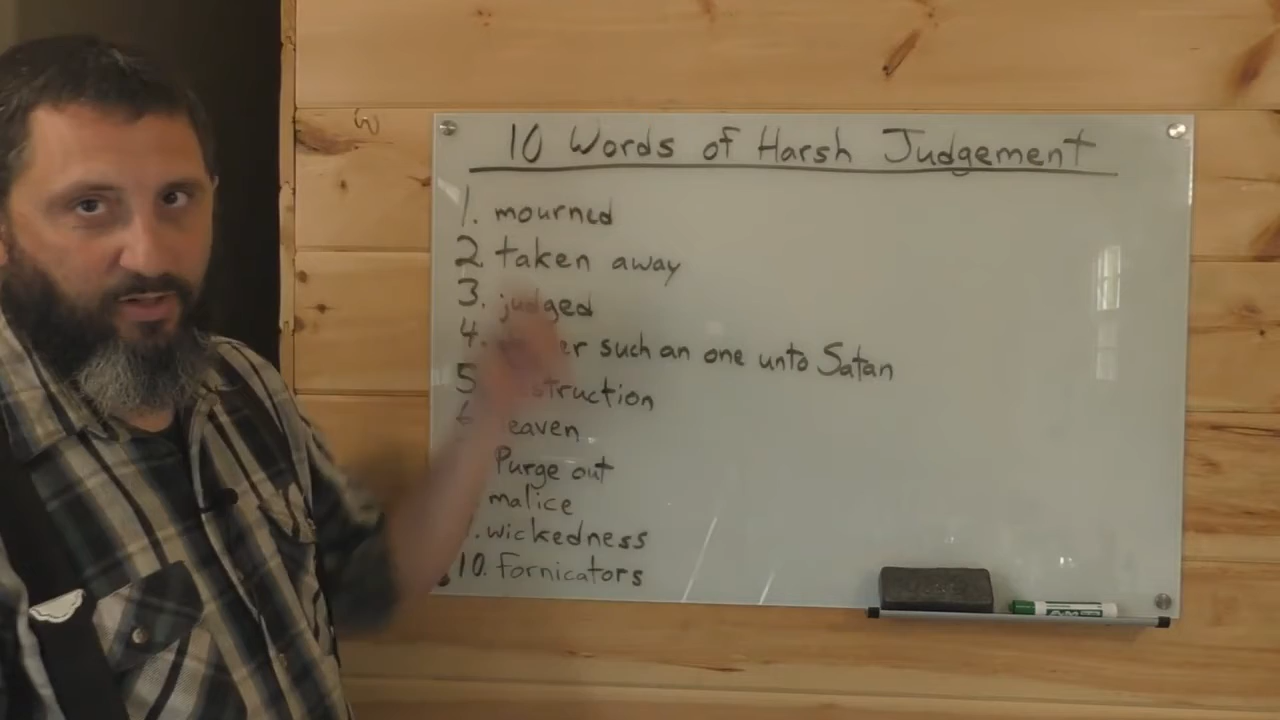 10 Words of Harsh Judgement
1. mourned
2. taken away
3. judged
4. such an one unto Satan
5
eaven
Purge out
malice
. wickedness
10. Fornicators